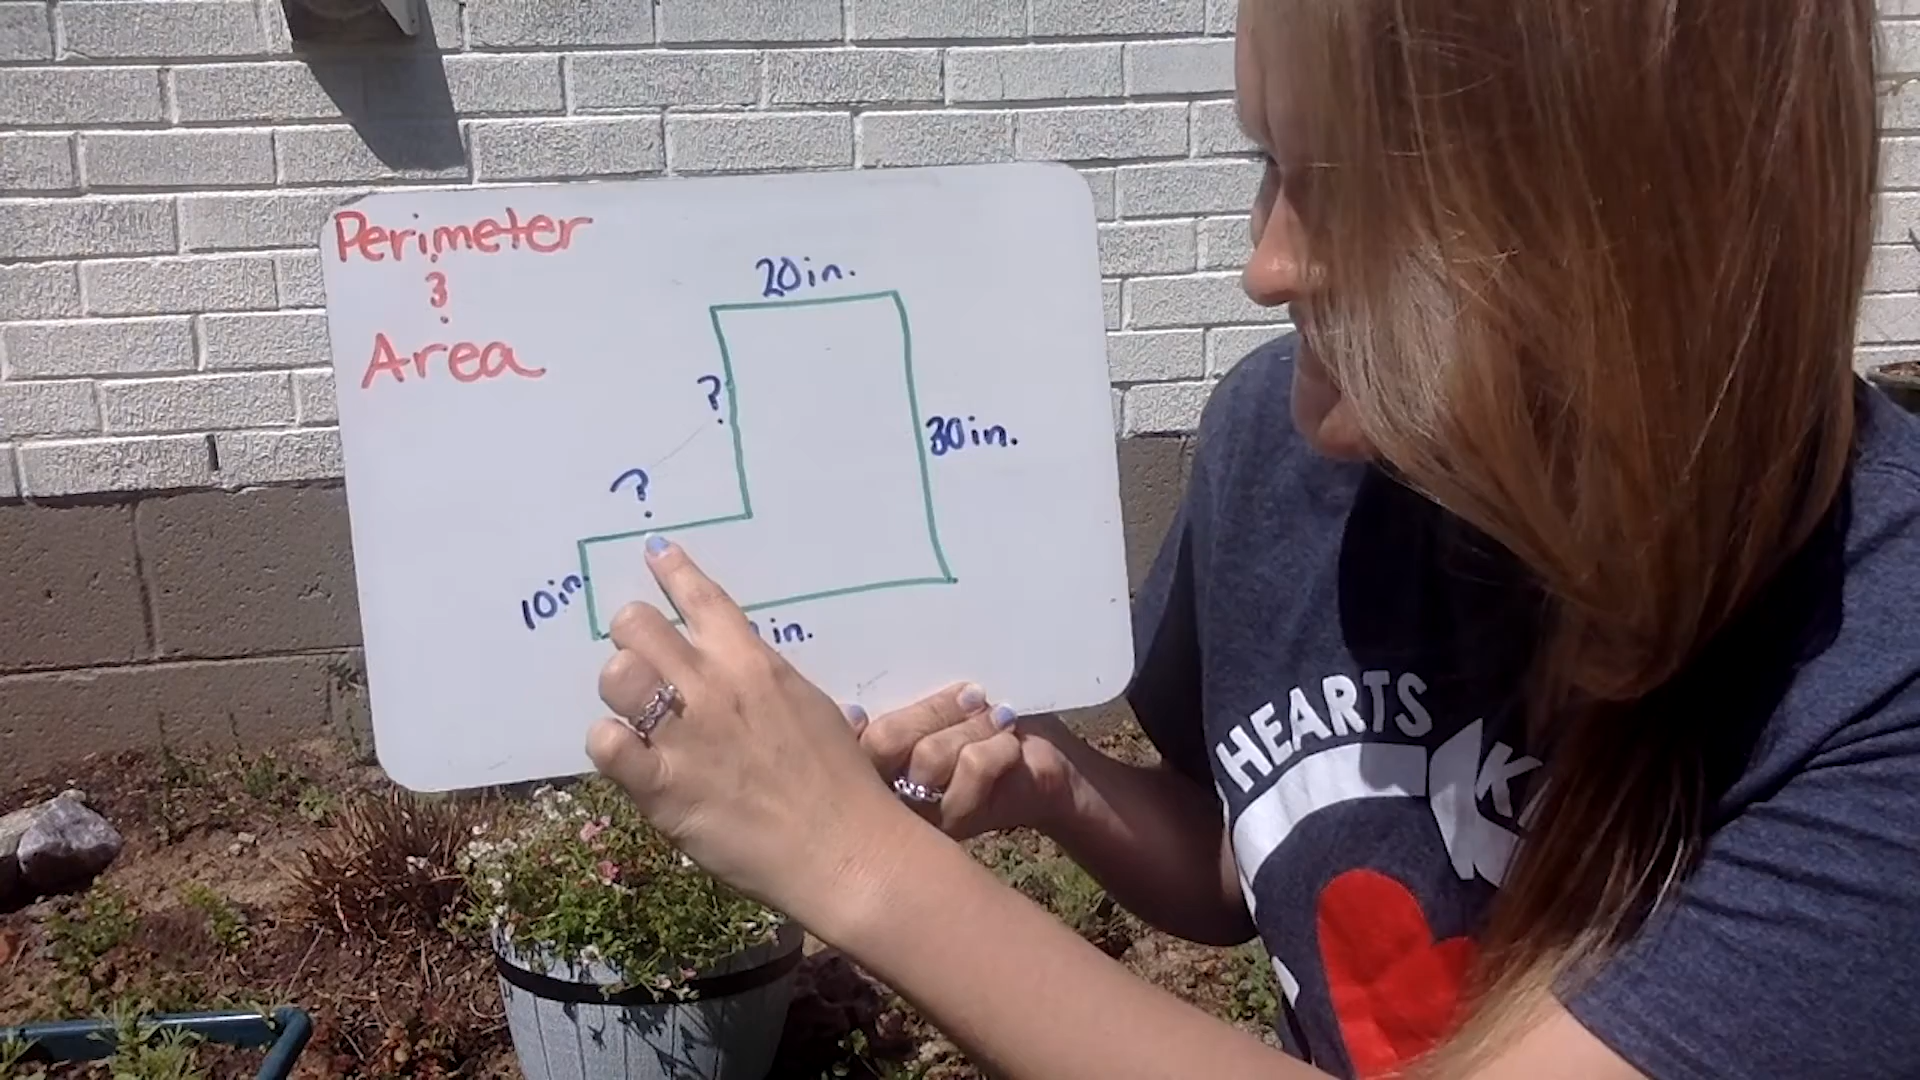 Perimeter
&
Area
20in.
?
30in.
?
10in.
in.
HEARTS